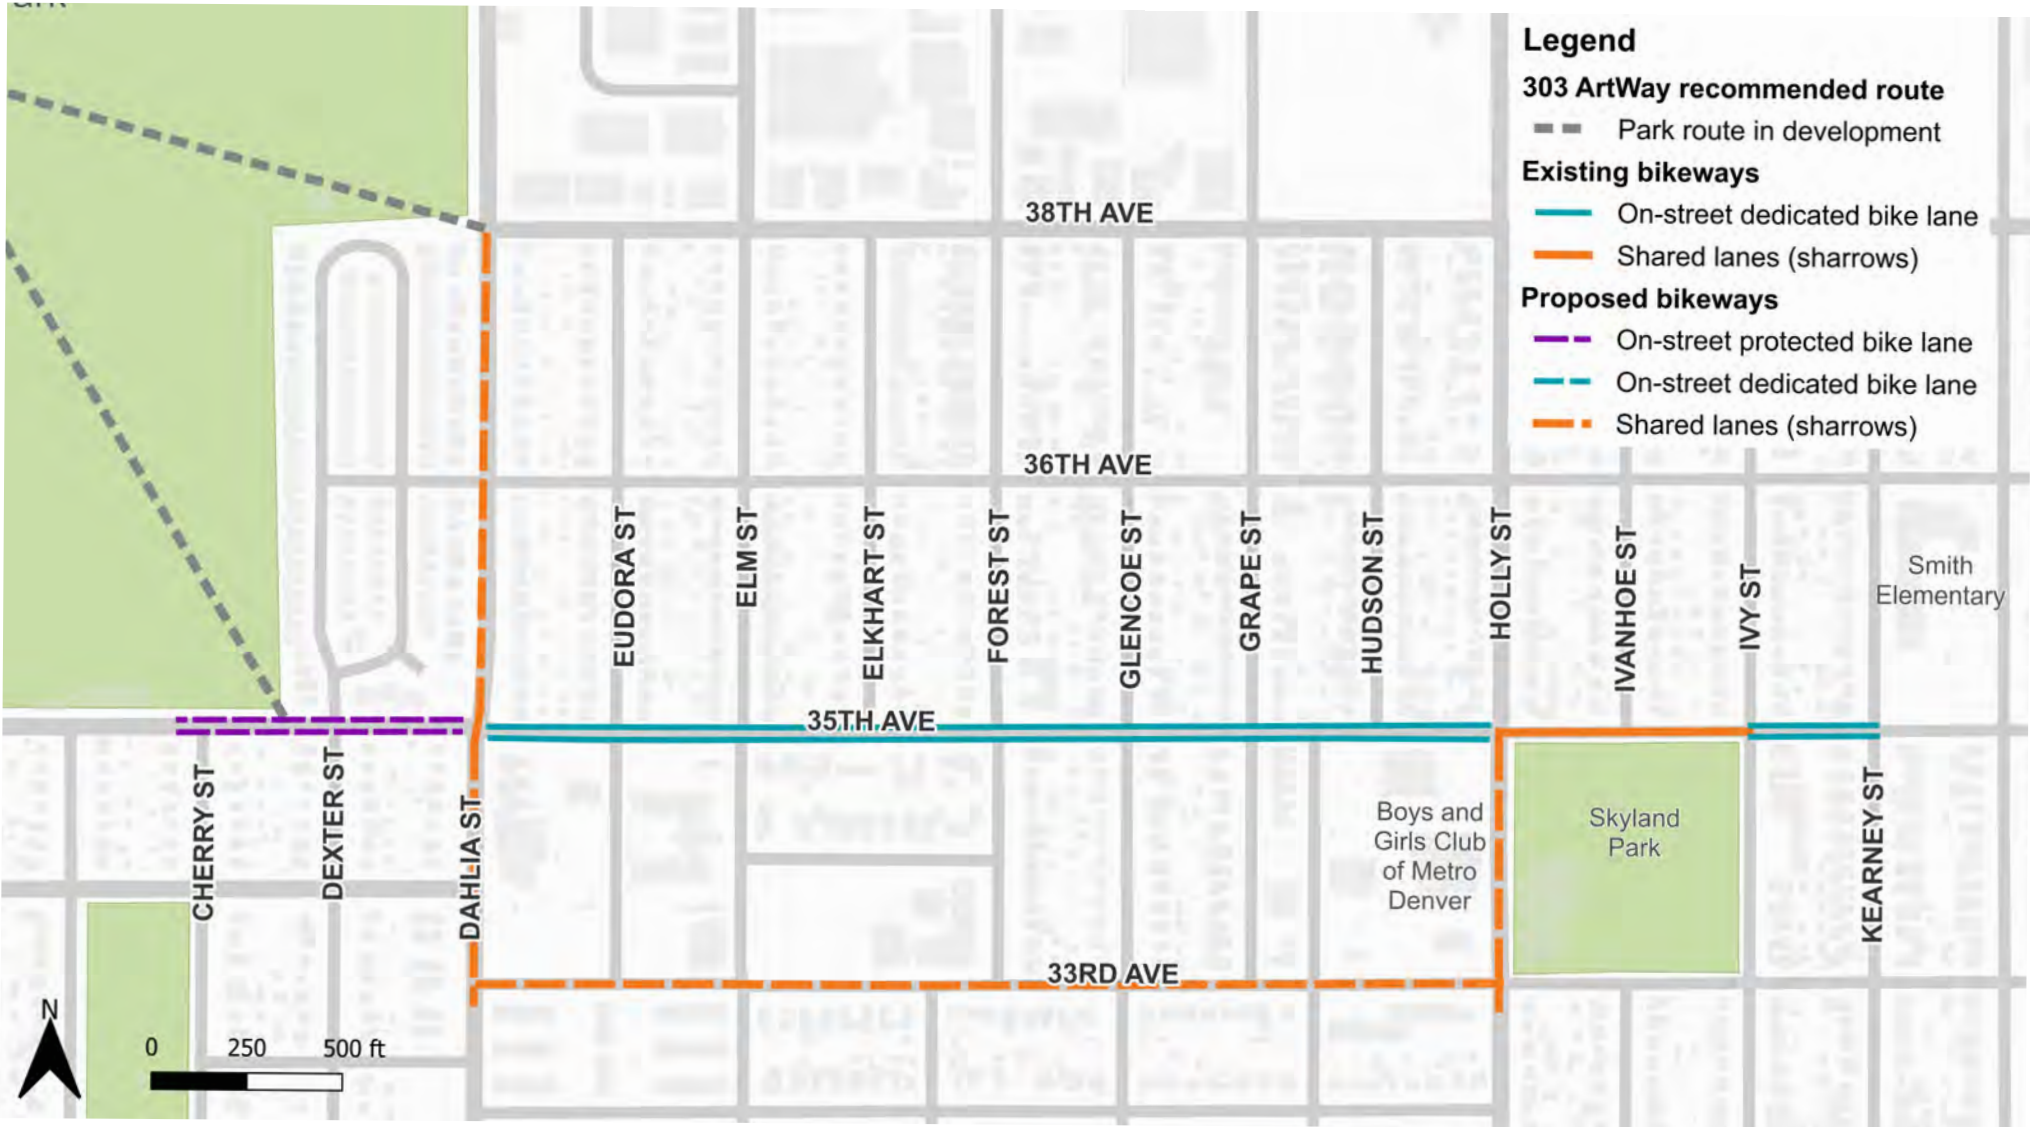 Legend
303 ArtWay recommended route
Park route in development
Existing bikeways
On-street dedicated bike lane
Shared lanes (sharrows)
Proposed bikeways
On-street protected bike lane
On-street dedicated bike lane
Shared lanes (sharrows)
38TH AVE
36TH AVE
EUDORA ST
ELM ST
ELKHART ST
FOREST ST
GLENCOE ST
GRAPE ST
HUDSON ST
HOLLY ST
IVANHOE ST
IVY ST
Smith
Elementary
35TH AVE
CHERRY ST
DEXTER ST
DAHLIA ST
Boys and
Girls Club
of Metro
Denver
Skyland
Park
KEARNEY ST
33RD AVE
N
0 250 500 ft